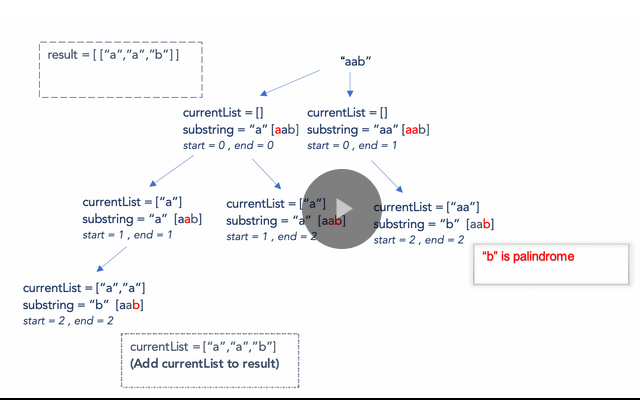 result = [ ["a","a","b"] ]
"aab"
currentList = []
substring = "a" [aab]
start = 0 , end = 0
currentList = []
substring = "aa" [aab]
start = 0 , end = 1
currentList = ["a"]
substring = "a" [aab]
start = 1 , end = 1
currentList = ["a"]
substring = "a" [aab]
start = 1 , end = 2
currentList = ["aa"]
substring = "b" [aab]
start = 2 , end = 2
"b" is palindrome
currentList = ["a","a"]
substring = "b" [aab]
start = 2 , end = 2
currentList = ["a","a","b"]
(Add currentList to result)